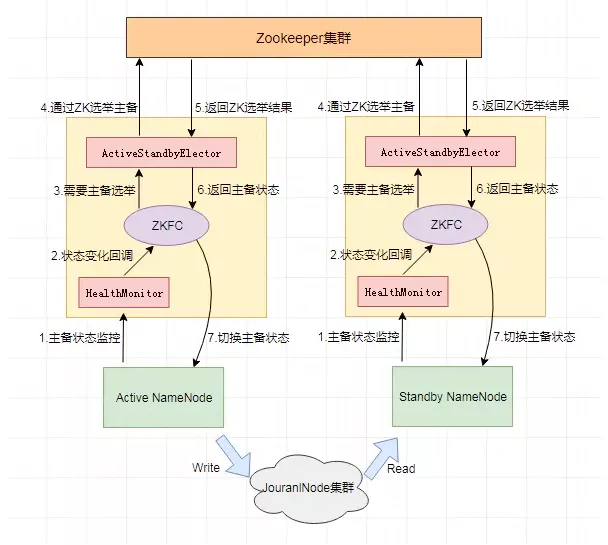 Zookeeper集群
4.通过ZK选举主备
5.返回ZK选举结果
4.通过ZK选举主备
5.返回ZK选举结果
ActiveStandbyElector
ActiveStandbyElector
3.需要主备选举
6.返回主备状态
3.需要主备选举
6.返回主备状态
ZKFC
ZKFC
2.状态变化回调
2.状态变化回调
HealthMonitor
HealthMonitor
1.主备状态监控
7.切换主备状态
1.主备状态监控
7.切换主备状态
Active NameNode
Standby NameNode
Write
Read
JouranlNode集群